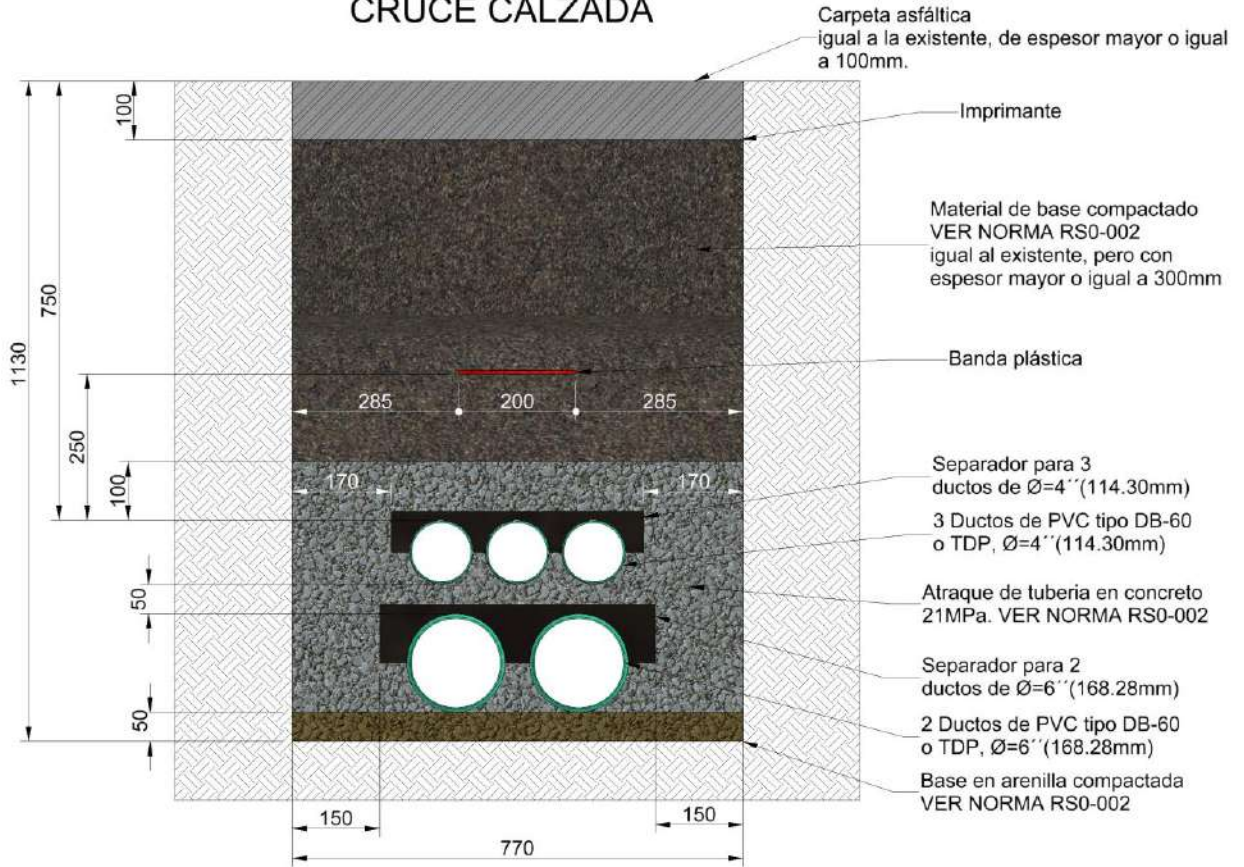 CRUCE CALZADA
Carpeta asfáltica
igual a la existente, de espesor mayor o igual
a 100mm.
Imprimante
Material de base compactado
VER NORMA RS0-002
igual al existente, pero con
espesor mayor o igual a 300mm
Banda plástica
Separador para 3
ductos de Ø=4´´(114.30mm)
3 Ductos de PVC tipo DB-60
o TDP, Ø=4´´(114.30mm)
Atraque de tuberia en concreto
21MPa. VER NORMA RS0-002
Separador para 2
ductos de Ø=6´´(168.28mm)
2 Ductos de PVC tipo DB-60
o TDP, Ø=6´´(168.28mm)
Base en arenilla compactada
VER NORMA RS0-002
1130
750
100
250
100
50
50
285 200 285
170 170
150 150
770